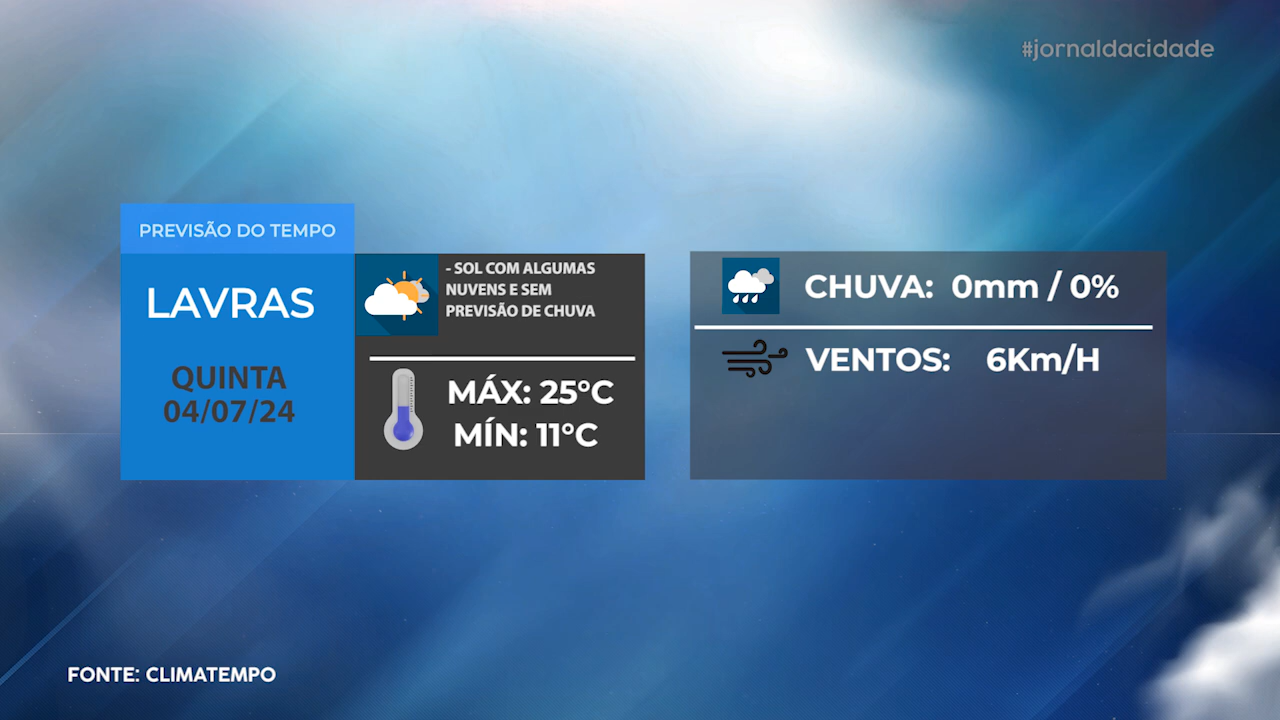 #jornaldacidade
PREVISÃO DO TEMPO
LAVRAS
QUINTA
04/07/24
- SOL COM ALGUMAS
NUVENS E SEM
PREVISÃO DE CHUVA
MÁX: 25°C
MÍN: 11°C
CHUVA: 0mm / 0%
VENTOS: 6Km/H
FONTE: CLIMATEMPO